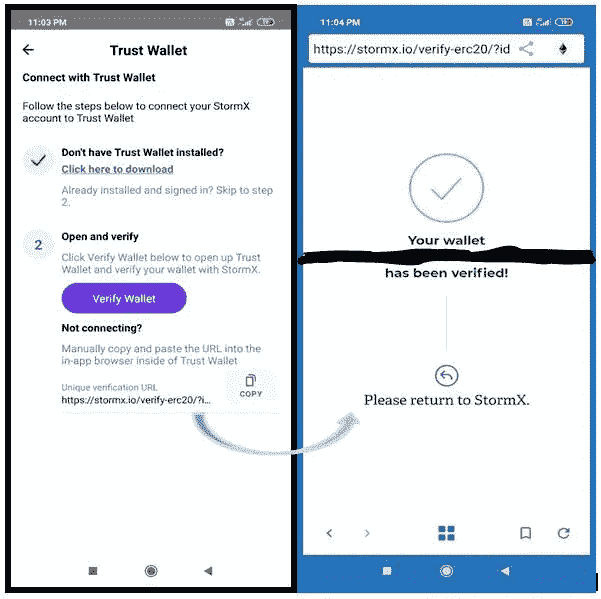 11:03 PM
Trust Wallet
Connect with Trust Wallet
Follow the steps below to connect your StormX
account to Trust Wallet
Don't have Trust Wallet installed?
Click here to download
Already installed and signed in? Skip to step
2.
2
Open and verify
Click Verify Wallet below to open up Trust
Wallet and verify your wallet with StormX.
Verify Wallet
Not connecting?
Manually copy and paste the URL into the
in-app browser inside of Trust Wallet
Unique verification URL
https://stormx.io/verify-erc20/?i...
COPY
11:04 PM
https://stormx.io/verify-erc20/?id
Your wallet
has been verified!
Please return to StormX.